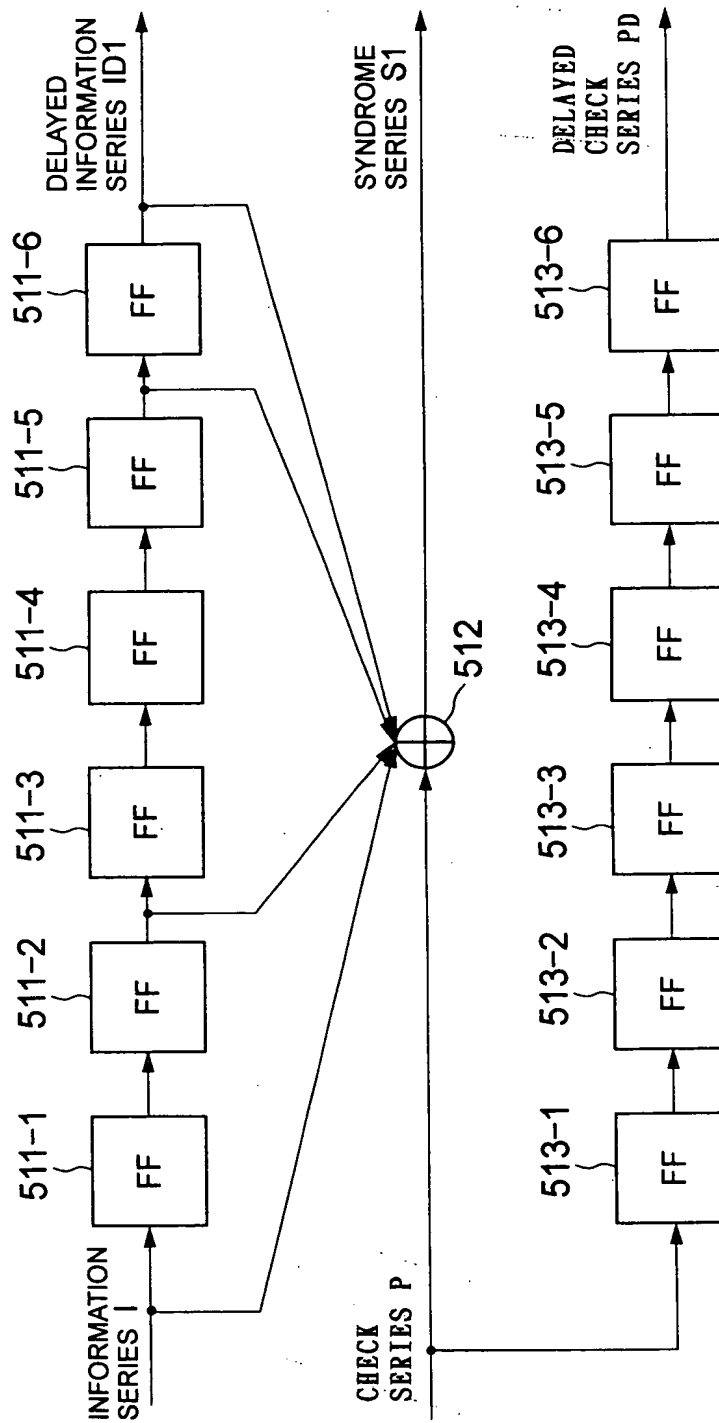 INFORMATION
SERIES I
511-1
FF
511-2
FF
511-3
FF
511-4
FF
511-5
FF
511-6
FF
DELAYED
INFORMATION
SERIES ID1
CHECK
SERIES P
512
SYNDROME
SERIES S1
513-1
FF
513-2
FF
513-3
FF
513-4
FF
513-5
FF
513-6
FF
DELAYED
CHECK
SERIES PD